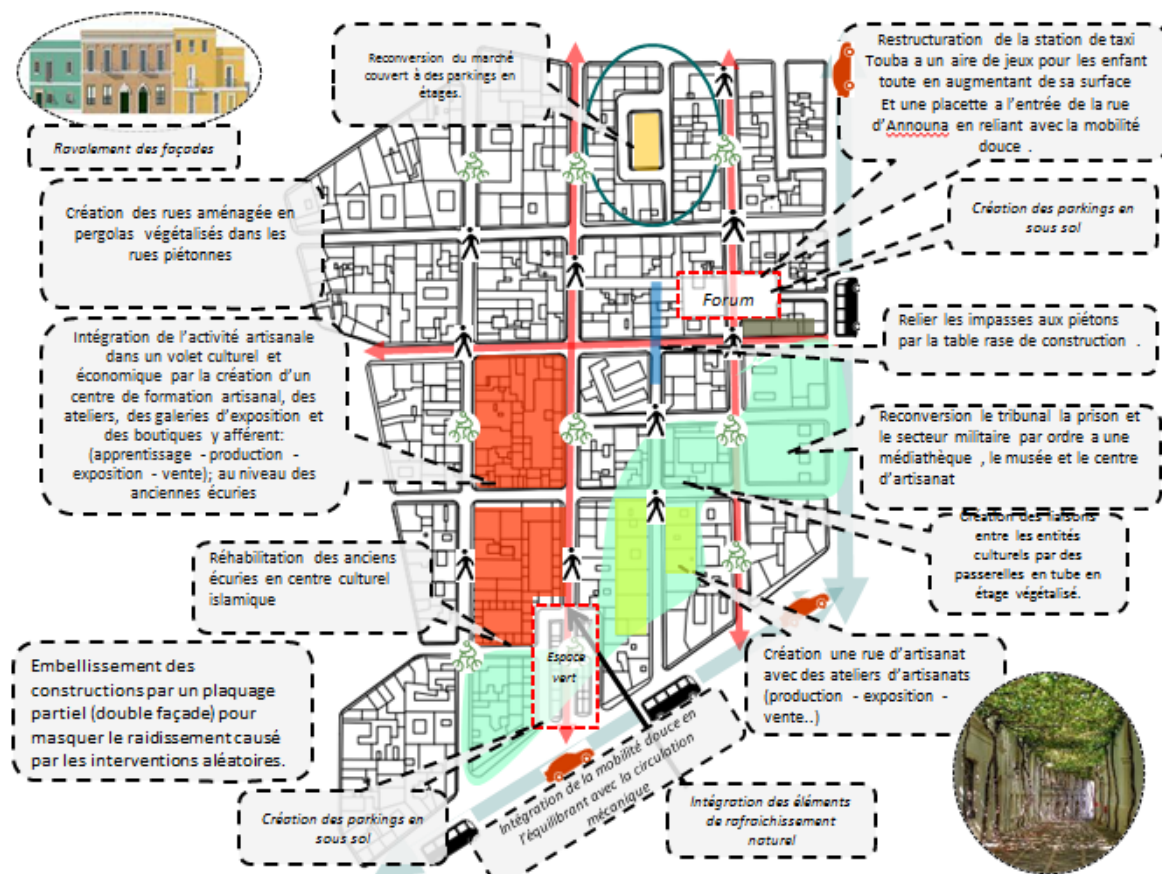 Ravalement des façades
Création des rues aménagée en
pergolas végétalisés dans les
rues piétonnes
Intégration de l'activité artisanale
dans un volet culturel et
économique par la création d'un
centre de formation artisanal, des
ateliers, des galeries d'exposition et
des boutiques y afférent:
(apprentissage - production -
exposition - vente); au niveau des
anciennes écuries
Réhabilitation des anciens
écuries en centre culturel
islamique
Embellissement des
constructions par un plaquage
partiel (double façade) pour
masquer le raidissement causé
par les interventions aléatoires.
Création des parkings en
sous sol
Reconversion du marché
couvert à des parkings en
étages.
Forum
Espace
vert
Intégration de la mobilité douce en
l'équilibrant avec la circulation
mécanique
Restructuration de la station de taxi
Touba a un aire de jeux pour les enfant
toute en augmentant de sa surface
Et une placette a l'entrée de la rue
d'Announa en reliant avec la mobilité
douce .
Création des parkings en
sous sol
Relier les impasses aux piétons
par la table rase de construction .
Reconversion le tribunal la prison et
le secteur militaire par ordre a une
médiathèque , le musée et le centre
d'artisanat
Création des liaisons
entre les entités
culturels par des
passerelles en tube en
étage végétalisé.
Création une rue d'artisanat
avec des ateliers d'artisanats
(production - exposition -
vente..)
Intégration des éléments
de rafraichissement
naturel